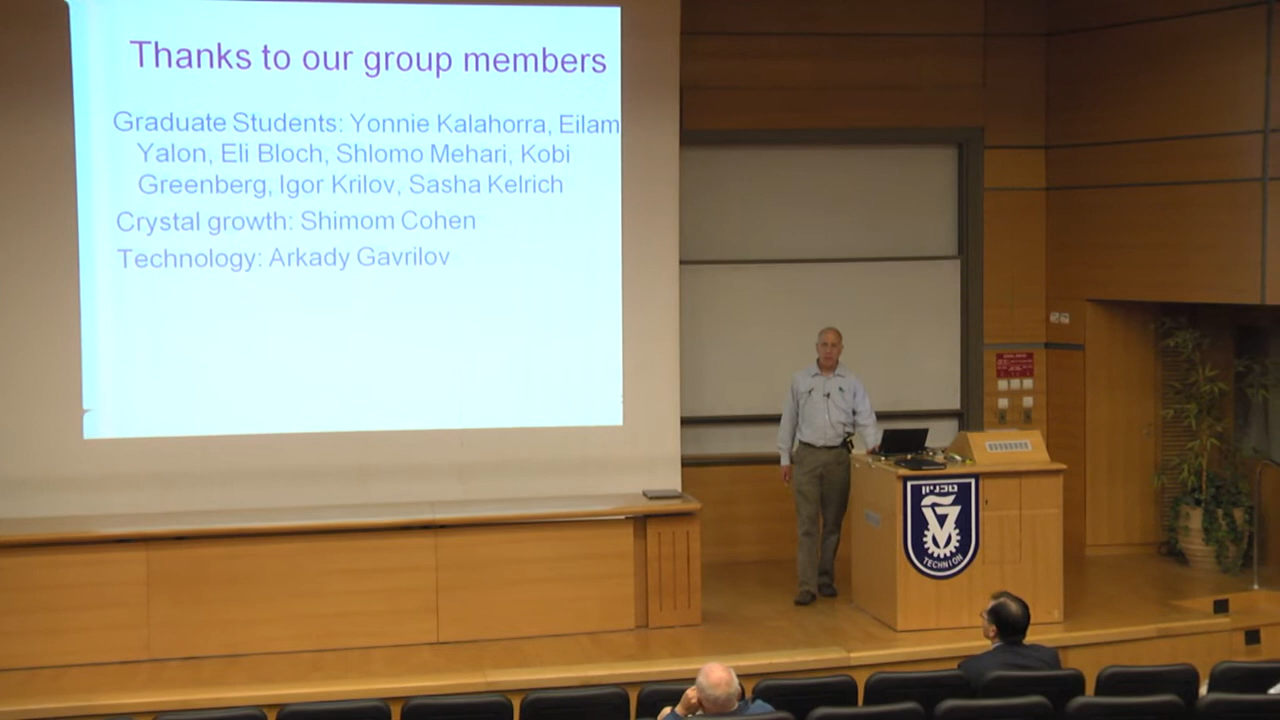 Thanks to our group members
Graduate Students: Yonnie Kalahorra, Eilam
Yalon, Eli Bloch, Shlomo Mehari, Kobi
Greenberg, Igor Krilov, Sasha Kelrich
Crystal growth: Shimom Cohen
Technology: Arkady Gavrilov
טכניון
TECHNION